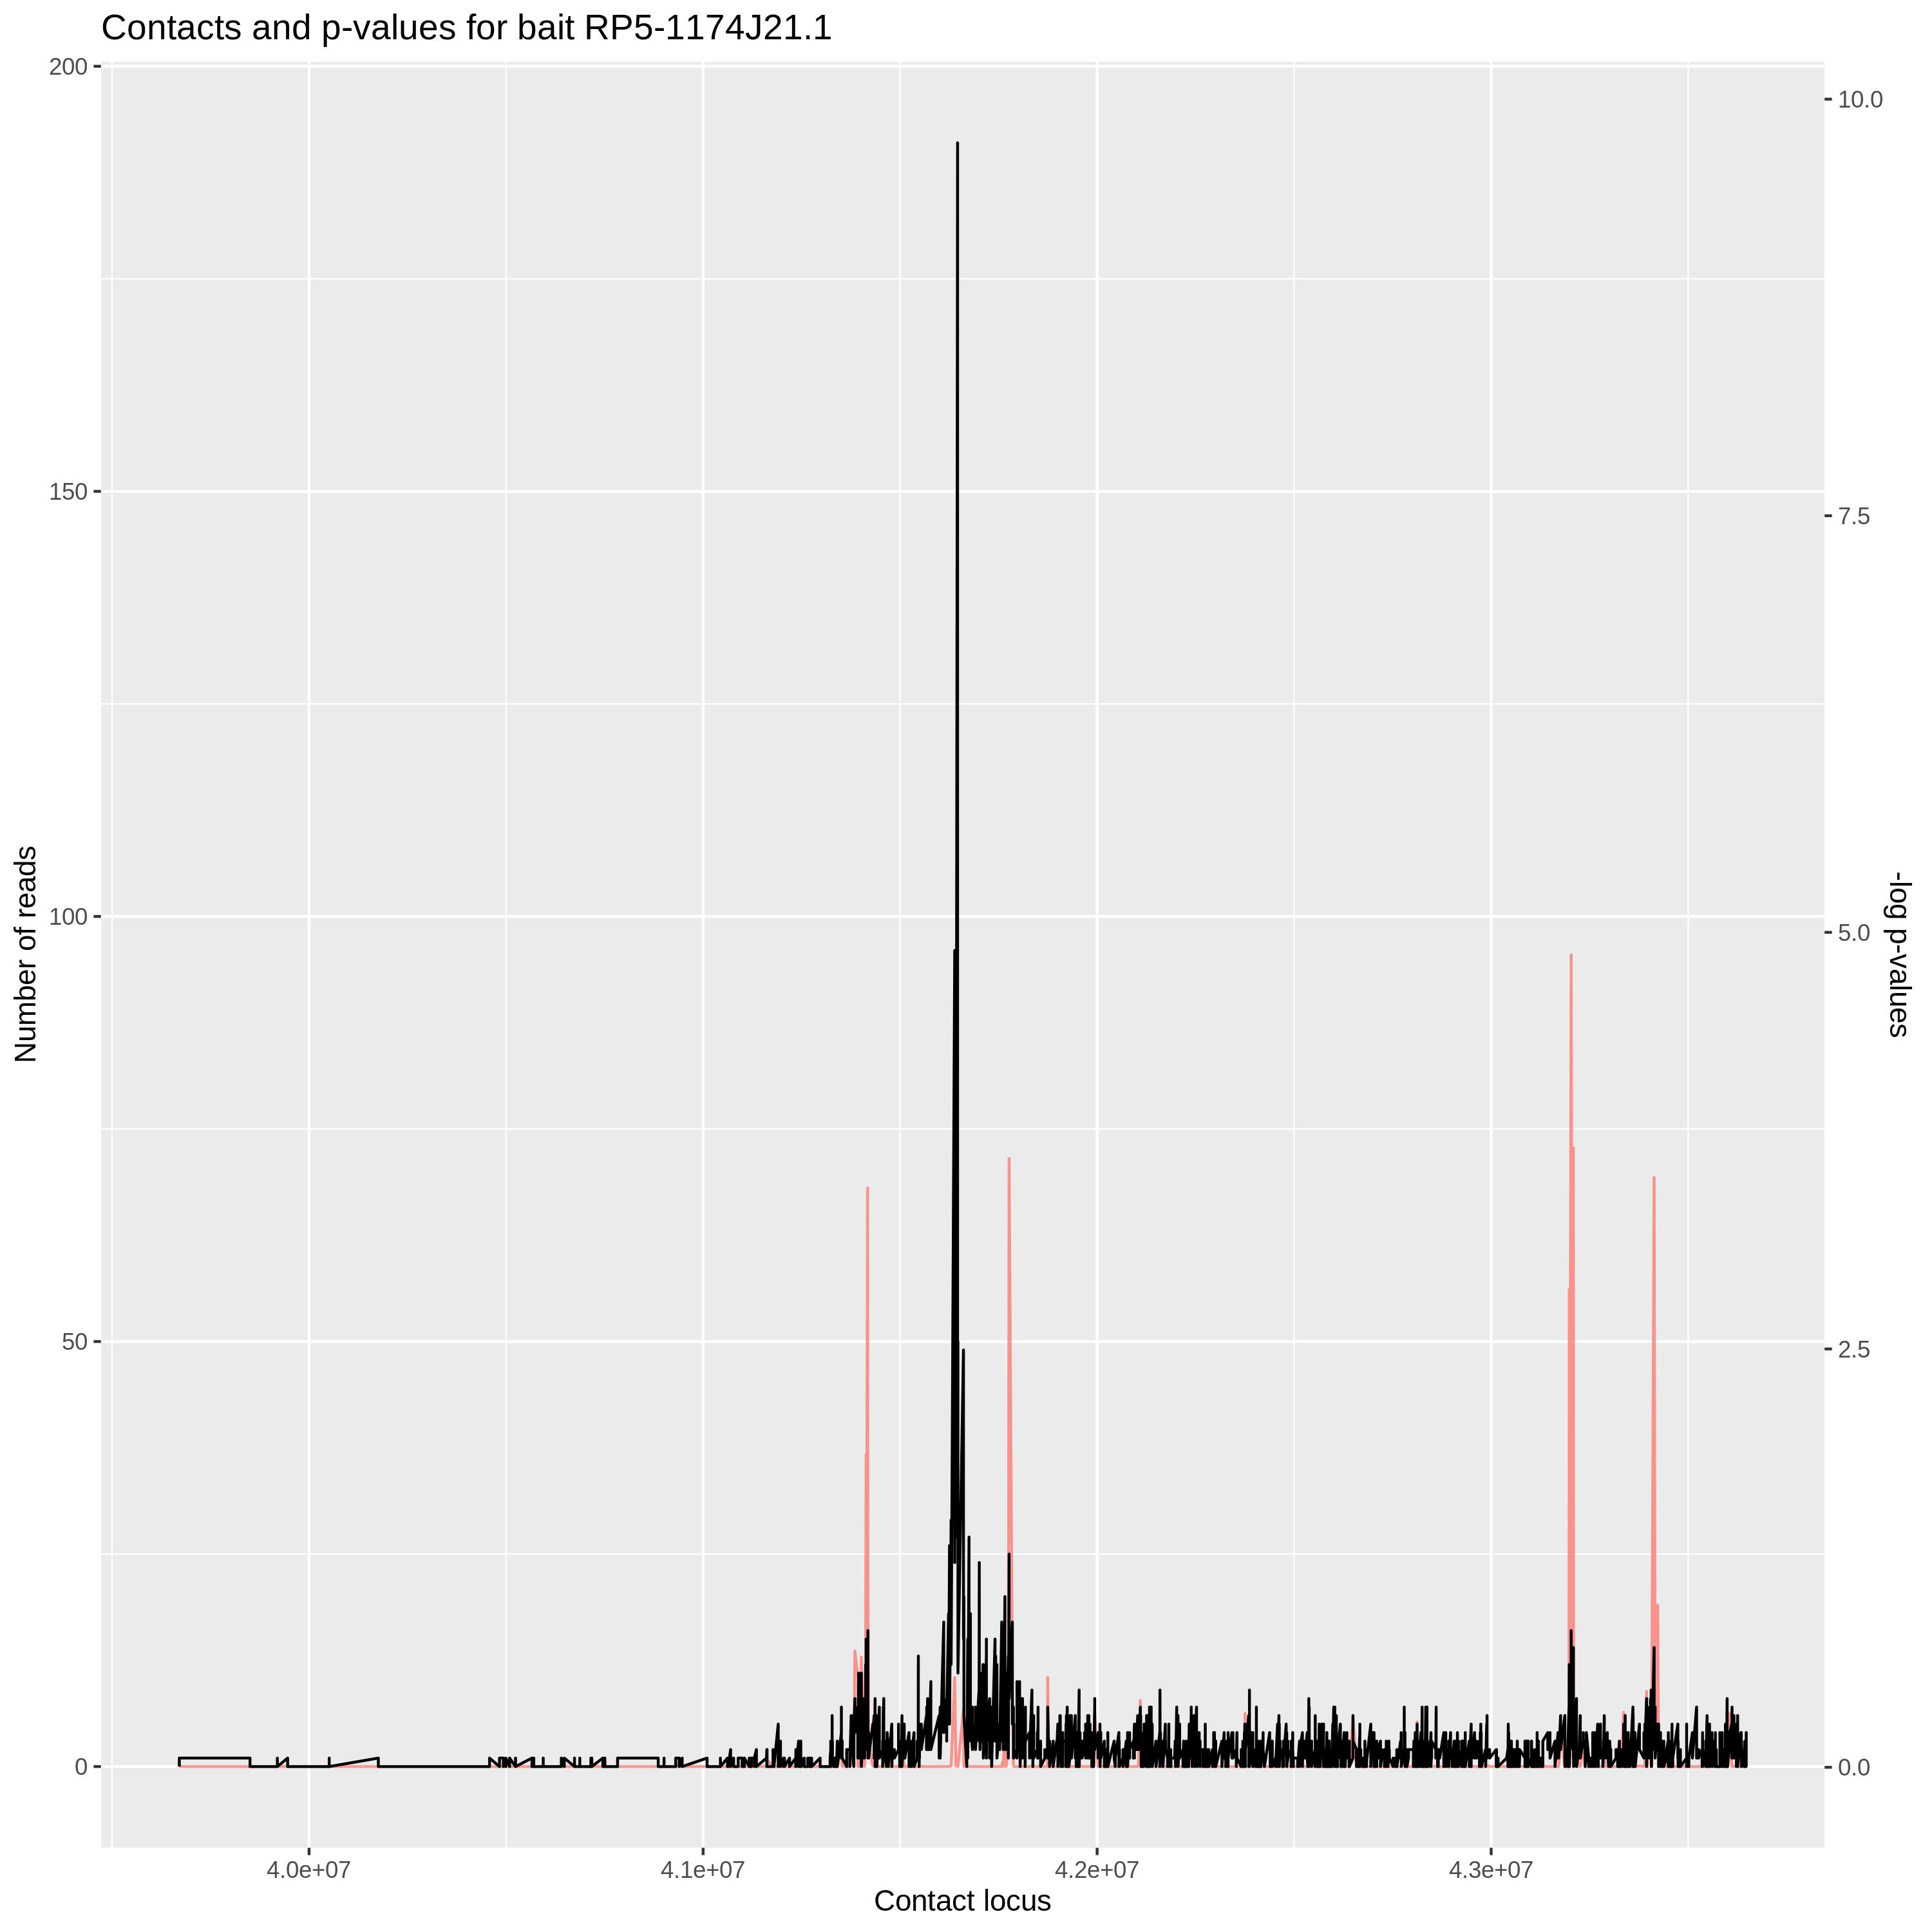 Contacts and p-values for bait RP5-1174J21.1
200
150
100
50
0
Number of reads
10.0
7.5
5.0
2.5
0.0
-log p-values
4.0e+07
4.1e+07
4.2e+07
4.3e+07
Contact locus